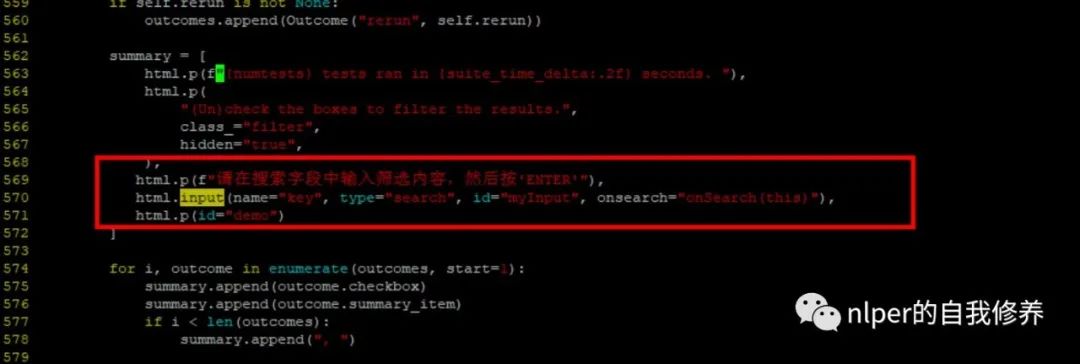 559 if self.rerun is not None:
560 outcomes.append(Outcome("rerun", self.rerun))
561
562 summary = [
563 html.p(f"{numtests} tests ran in {suite_time_delta:.2f} seconds. "),
564 html.p(
565 "(Un)check the boxes to filter the results.",
566 class_="filter",
567 hidden="true",
568 ),
569 html.p(f"请在搜索字段中输入筛选内容，然后按'ENTER'"),
570 html.input(name="key", type="search", id="myInput", onsearch="onSearch(this)"),
571 html.p(id="demo")
572 ]
573
574 for i, outcome in enumerate(outcomes, start=1):
575 summary.append(outcome.checkbox)
576 summary.append(outcome.summary_item)
577 if i < len(outcomes):
578 summary.append(", ")
579
nlper的自我修养